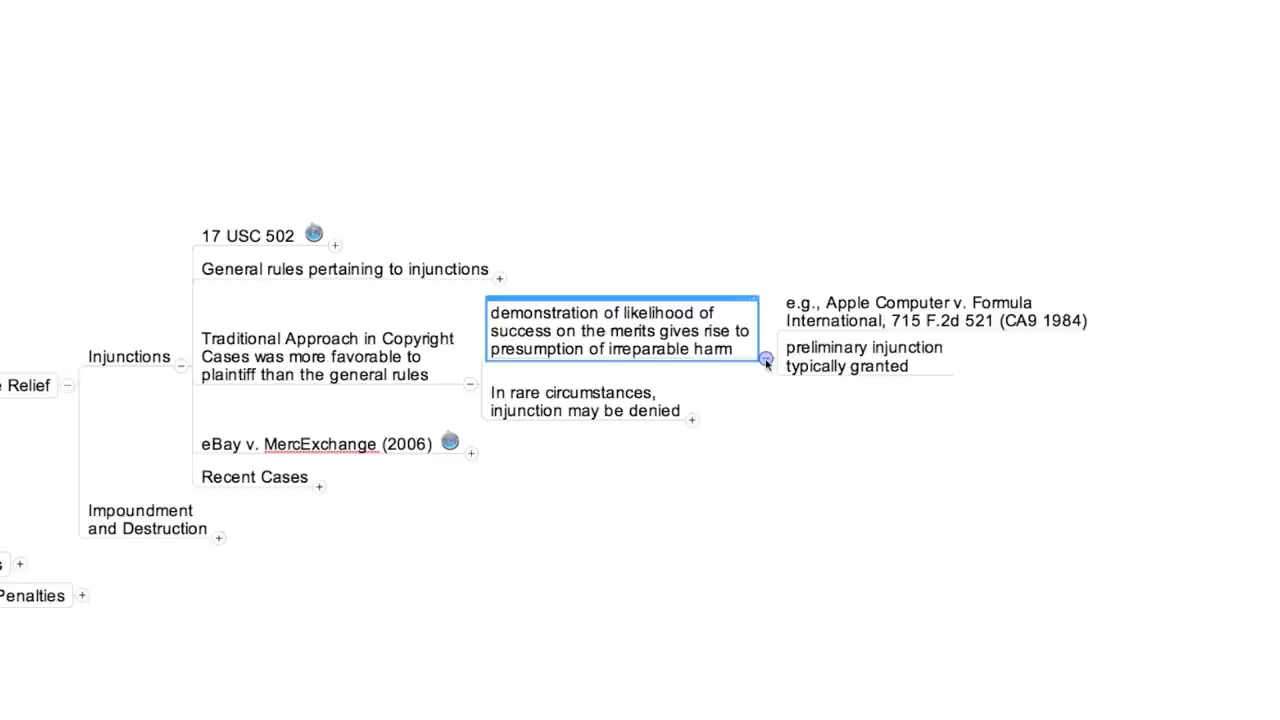 17 USC 502
General rules pertaining to injunctions
demonstration of likelihood of
success on the merits gives rise to
presumption of irreparable harm
e.g., Apple Computer v. Formula
International, 715 F.2d 521 (CA9 1984)
preliminary injunction
typically granted
Traditional Approach in Copyright
Cases was more favorable to
plaintiff than the general rules
Injunctions
e Relief
In rare circumstances,
injunction may be denied
eBay v. MercExchange (2006)
Recent Cases
Impoundment
and Destruction
s
Penalties